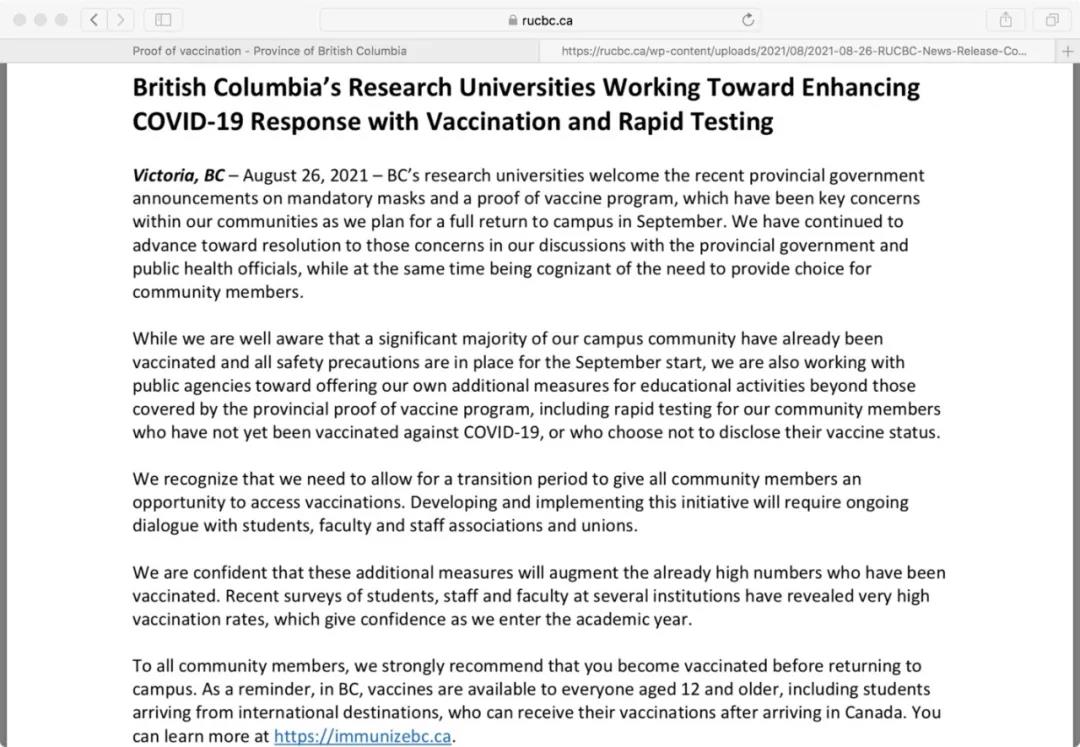 rucbc.ca
Proof of vaccination - Province of British Columbia
https://rucbc.ca/wp-content/uploads/2021/08/2021-08-26-RUCBC-News-Release-Co...
British Columbia’s Research Universities Working Toward Enhancing
COVID-19 Response with Vaccination and Rapid Testing
Victoria, BC – August 26, 2021 – BC’s research universities welcome the recent provincial government
announcements on mandatory masks and a proof of vaccine program, which have been key concerns
within our communities as we plan for a full return to campus in September. We have continued to
advance toward resolution to those concerns in our discussions with the provincial government and
public health officials, while at the same time being cognizant of the need to provide choice for
community members.
While we are well aware that a significant majority of our campus community have already been
vaccinated and all safety precautions are in place for the September start, we are also working with
public agencies toward offering our own additional measures for educational activities beyond those
covered by the provincial proof of vaccine program, including rapid testing for our community members
who have not yet been vaccinated against COVID-19, or who choose not to disclose their vaccine status.
We recognize that we need to allow for a transition period to give all community members an
opportunity to access vaccinations. Developing and implementing this initiative will require ongoing
dialogue with students, faculty and staff associations and unions.
We are confident that these additional measures will augment the already high numbers who have been
vaccinated. Recent surveys of students, staff and faculty at several institutions have revealed very high
vaccination rates, which give confidence as we enter the academic year.
To all community members, we strongly recommend that you become vaccinated before returning to
campus. As a reminder, in BC, vaccines are available to everyone aged 12 and older, including students
arriving from international destinations, who can receive their vaccinations after arriving in Canada. You
can learn more at https://immunizebc.ca.